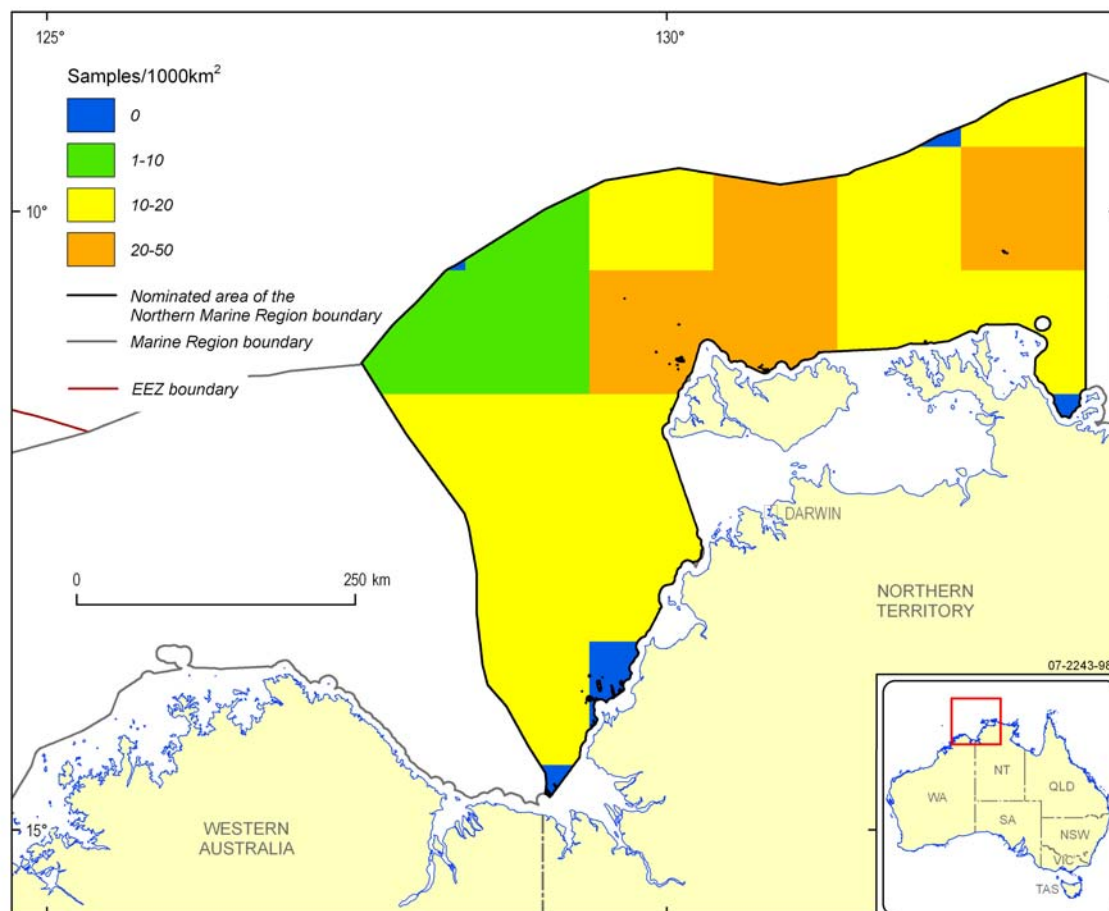 125°
130°
Samples/1000km²
0
1-10
10-20
20-50
Nominated area of the
Northern Marine Region boundary
Marine Region boundary
EEZ boundary
10°
0
250 km
DARWIN
NORTHERN
TERRITORY
07-2243-98
WESTERN
AUSTRALIA
15°
WA
NT
QLD
SA
NSW
VIC
TAS